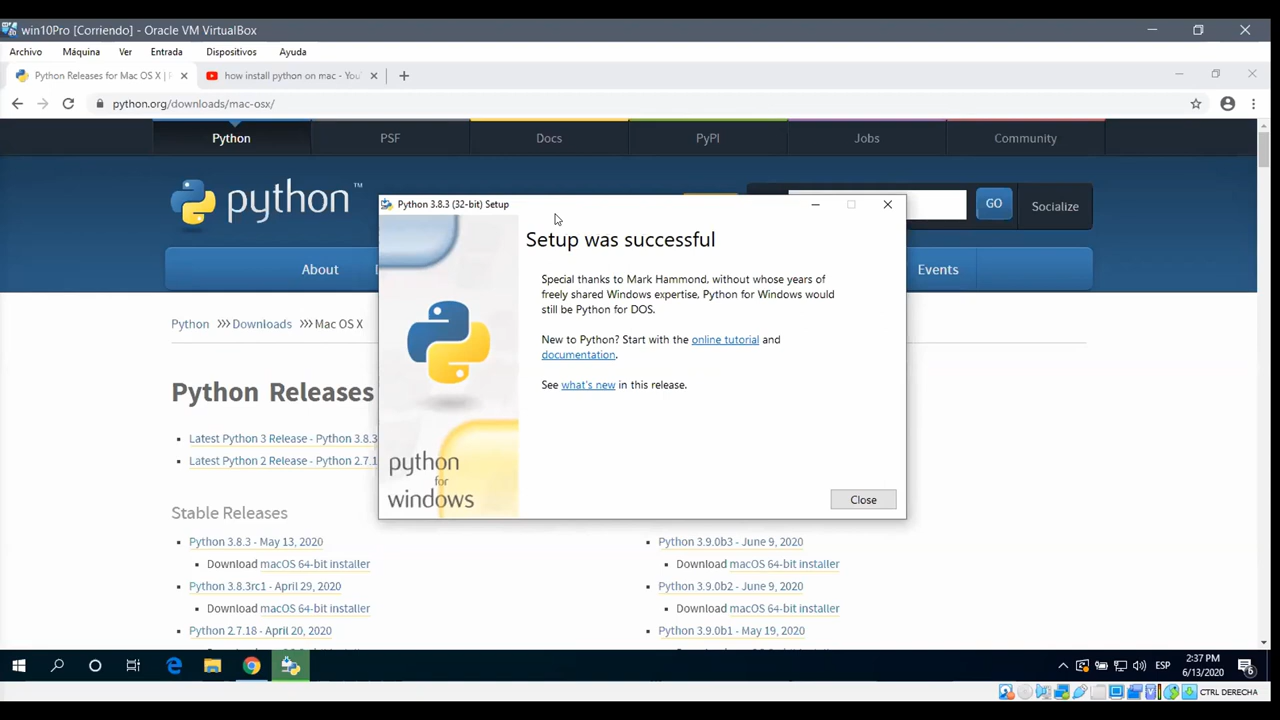 win10Pro [Corriendo] - Oracle VM VirtualBox
Archivo Máquina Ver Entrada Dispositivos Ayuda
Python Releases for Mac OS X |
how install python on mac - You
python.org/downloads/mac-osx/
Python PSF Docs PyPI Jobs Community
python™
GO
Socialize
About
Events
Python 3.8.3 (32-bit) Setup
Setup was successful
Special thanks to Mark Hammond, without whose years of
freely shared Windows expertise, Python for Windows would
still be Python for DOS.
New to Python? Start with the online tutorial and
documentation.
See what's new in this release.
python
for
windows
Close
Python >>> Downloads >>> Mac OS X
Python Releases
Latest Python 3 Release - Python 3.8.3
Latest Python 2 Release - Python 2.7.1
Stable Releases
Python 3.8.3 - May 13, 2020
Download macOS 64-bit installer
Python 3.8.3rc1 - April 29, 2020
Download macOS 64-bit installer
Python 2.7.18 - April 20, 2020
Python 3.9.0b3 - June 9, 2020
Download macOS 64-bit installer
Python 3.9.0b2 - June 9, 2020
Download macOS 64-bit installer
Python 3.9.0b1 - May 19, 2020
ESP
2:37 PM
6/13/2020
6
CTRL DERECHA